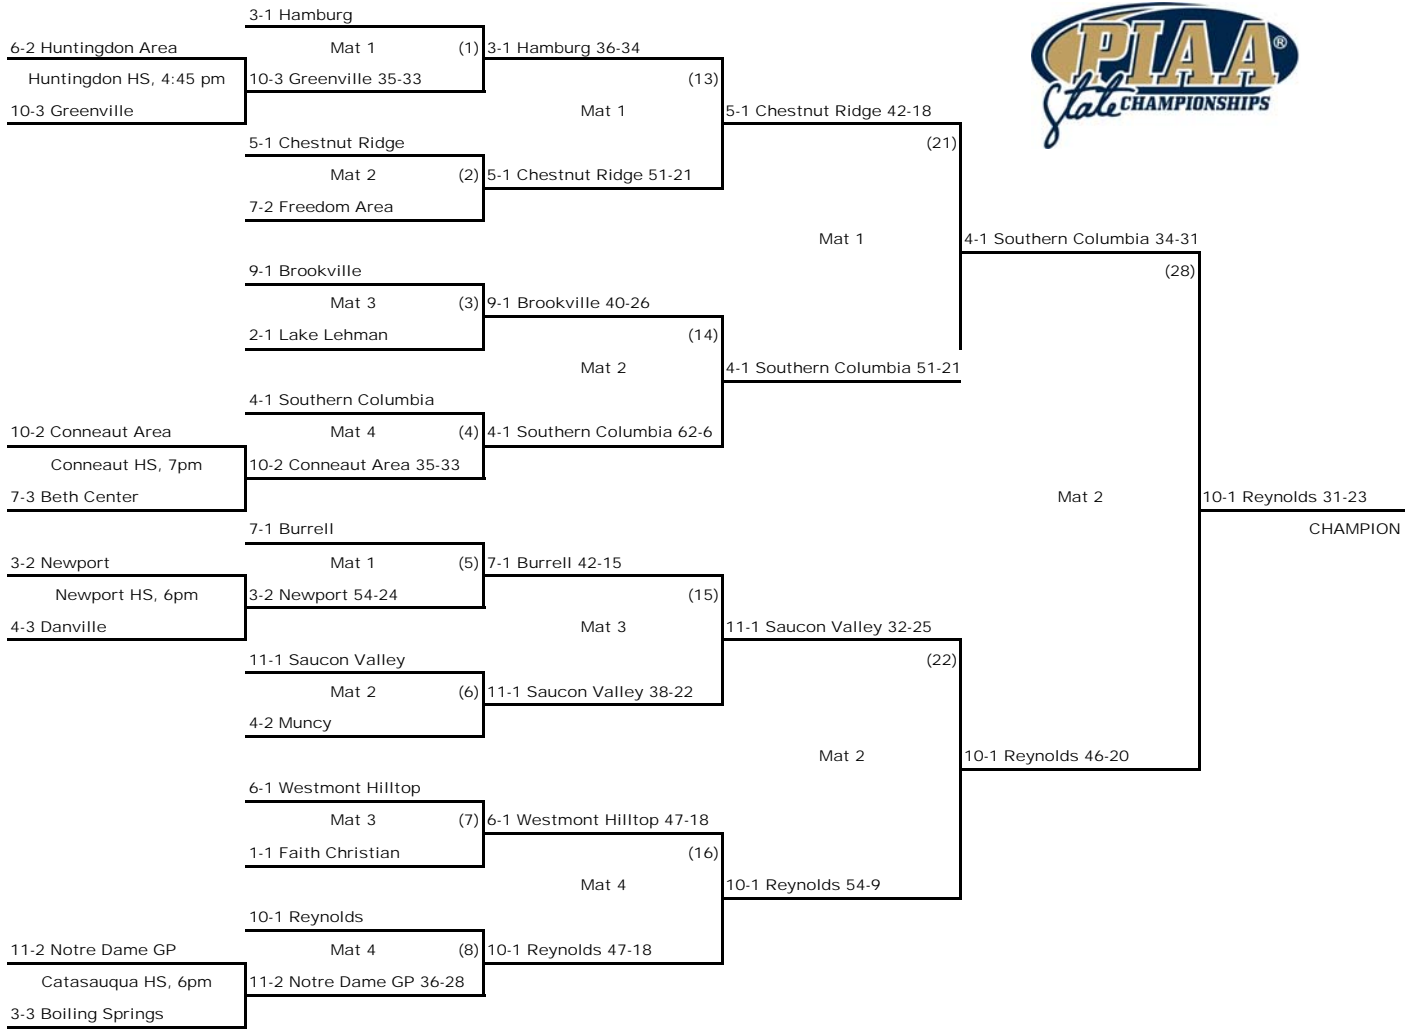 3-1 Hamburg
6-2 Huntingdon Area
Mat 1
(1)
3-1 Hamburg 36-34
PIAA®
State CHAMPIONSHIPS
Huntingdon HS, 4:45 pm
10-3 Greenville 35-33
(13)
10-3 Greenville
Mat 1
5-1 Chestnut Ridge 42-18
5-1 Chestnut Ridge
(21)
Mat 2
(2)
5-1 Chestnut Ridge 51-21
7-2 Freedom Area
Mat 1
4-1 Southern Columbia 34-31
9-1 Brookville
(28)
Mat 3
(3)
9-1 Brookville 40-26
2-1 Lake Lehman
(14)
Mat 2
4-1 Southern Columbia 51-21
4-1 Southern Columbia
10-2 Conneaut Area
Mat 4
(4)
4-1 Southern Columbia 62-6
Conneaut HS, 7pm
10-2 Conneaut Area 35-33
7-3 Beth Center
Mat 2
10-1 Reynolds 31-23
7-1 Burrell
CHAMPION
3-2 Newport
Mat 1
(5)
7-1 Burrell 42-15
Newport HS, 6pm
3-2 Newport 54-24
(15)
4-3 Danville
Mat 3
11-1 Saucon Valley 32-25
11-1 Saucon Valley
(22)
Mat 2
(6)
11-1 Saucon Valley 38-22
4-2 Muncy
Mat 2
10-1 Reynolds 46-20
6-1 Westmont Hilltop
Mat 3
(7)
6-1 Westmont Hilltop 47-18
1-1 Faith Christian
(16)
Mat 4
10-1 Reynolds 54-9
10-1 Reynolds
11-2 Notre Dame GP
Mat 4
(8)
10-1 Reynolds 47-18
Catasauqua HS, 6pm
11-2 Notre Dame GP 36-28
3-3 Boiling Springs